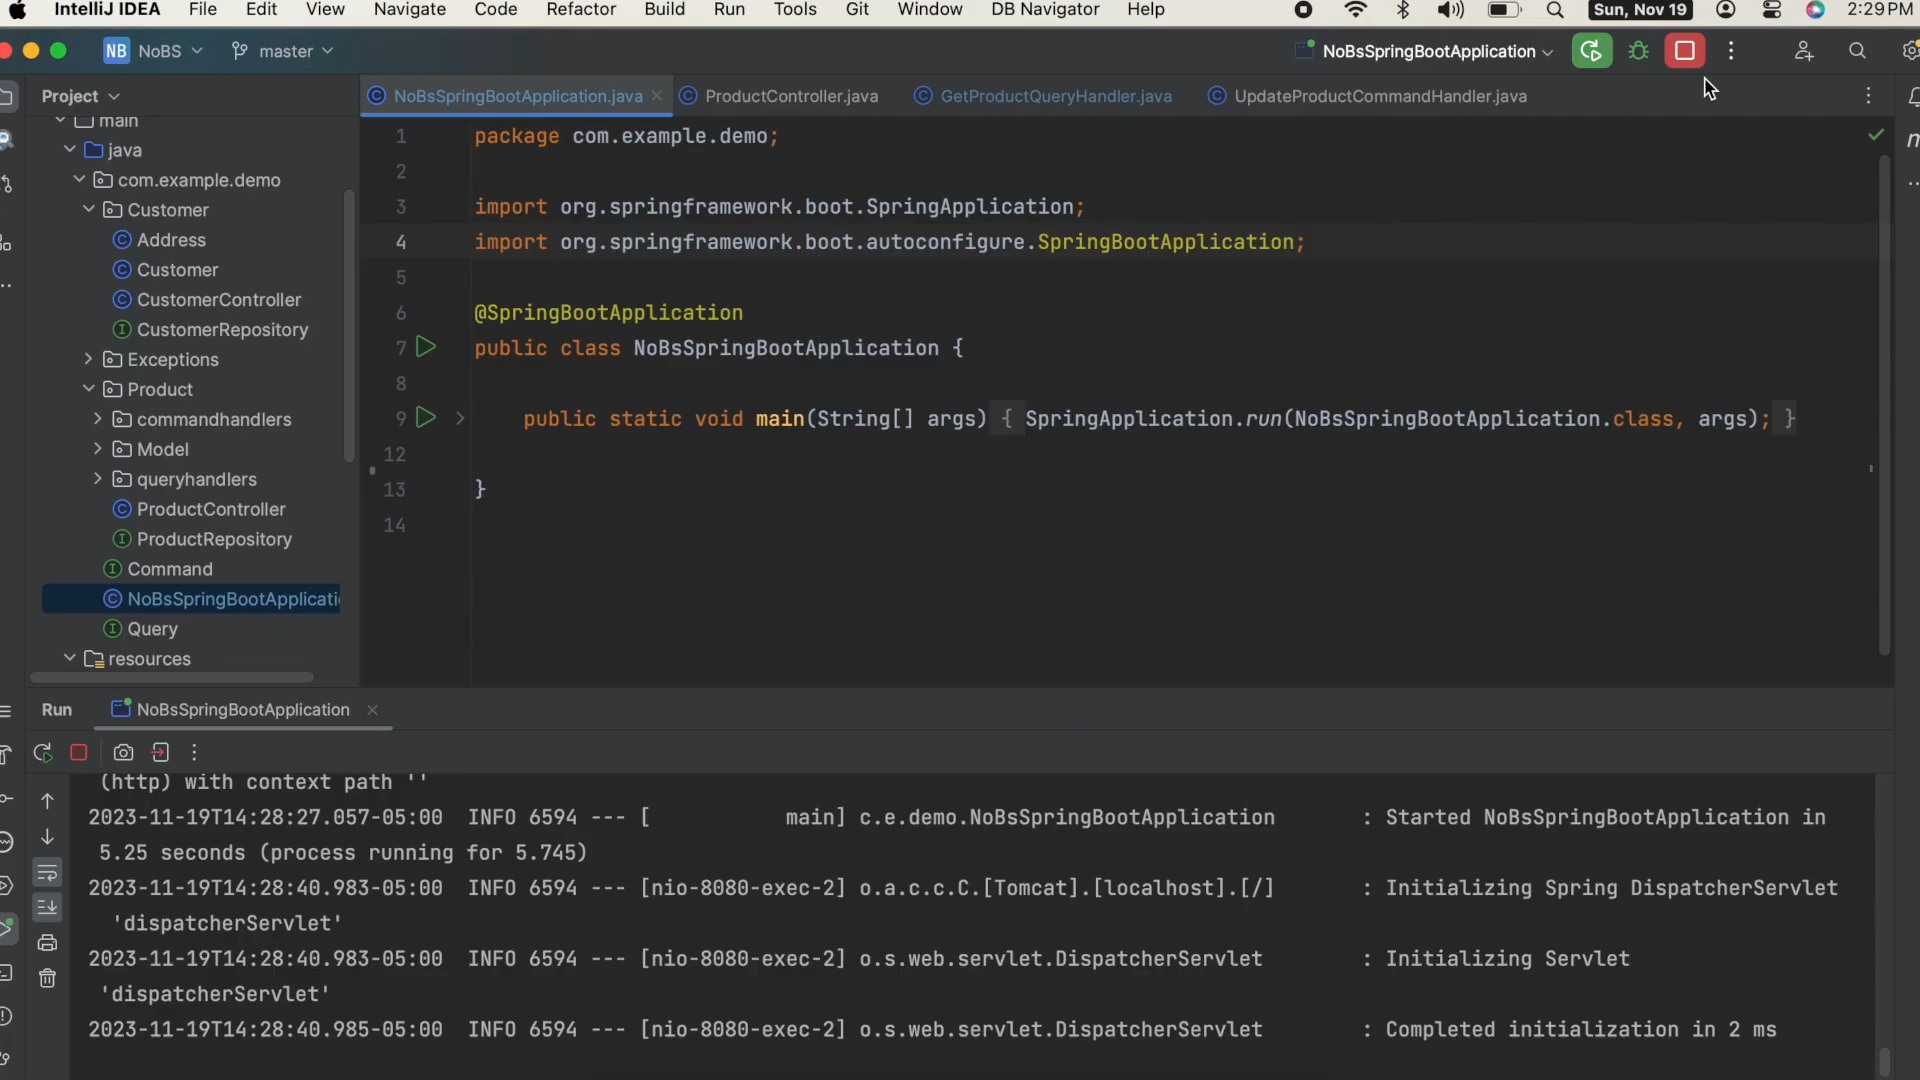 IntelliJ IDEA File Edit View Navigate Code Refactor Build Run Tools Git Window DB Navigator Help Sun, Nov 19 2:29 PM
NB NoBS master NoBsSpringBootApplication
Project NoBsSpringBootApplication.java ProductController.java GetProductQueryHandler.java UpdateProductCommandHandler.java
main
java
com.example.demo
Customer
Address
Customer
CustomerController
CustomerRepository
Exceptions
Product
commandhandlers
Model
queryhandlers
ProductController
ProductRepository
Command
NoBsSpringBootApplicati
Query
resources
1 package com.example.demo;
2
3 import org.springframework.boot.SpringApplication;
4 import org.springframework.boot.autoconfigure.SpringBootApplication;
5
6 @SpringBootApplication
7 public class NoBsSpringBootApplication {
8
9 public static void main(String[] args) { SpringApplication.run(NoBsSpringBootApplication.class, args); }
12
13 }
14
Run NoBsSpringBootApplication
(http) with context path ''
2023-11-19T14:28:27.057-05:00 INFO 6594 --- [ main] c.e.demo.NoBsSpringBootApplication : Started NoBsSpringBootApplication in
5.25 seconds (process running for 5.745)
2023-11-19T14:28:40.983-05:00 INFO 6594 --- [nio-8080-exec-2] o.a.c.c.C.[Tomcat].[localhost].[/] : Initializing Spring DispatcherServlet
'dispatcherServlet'
2023-11-19T14:28:40.983-05:00 INFO 6594 --- [nio-8080-exec-2] o.s.web.servlet.DispatcherServlet : Initializing Servlet
'dispatcherServlet'
2023-11-19T14:28:40.985-05:00 INFO 6594 --- [nio-8080-exec-2] o.s.web.servlet.DispatcherServlet : Completed initialization in 2 ms